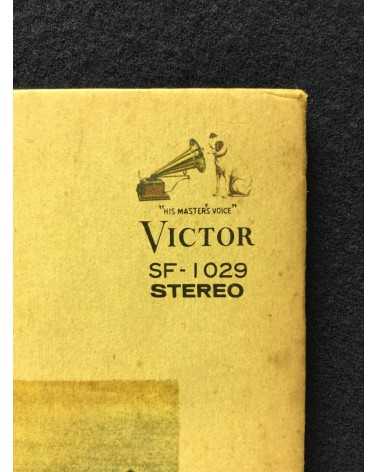 "HIS MASTER'S VOICE"
VICTOR
SF-1029
STEREO